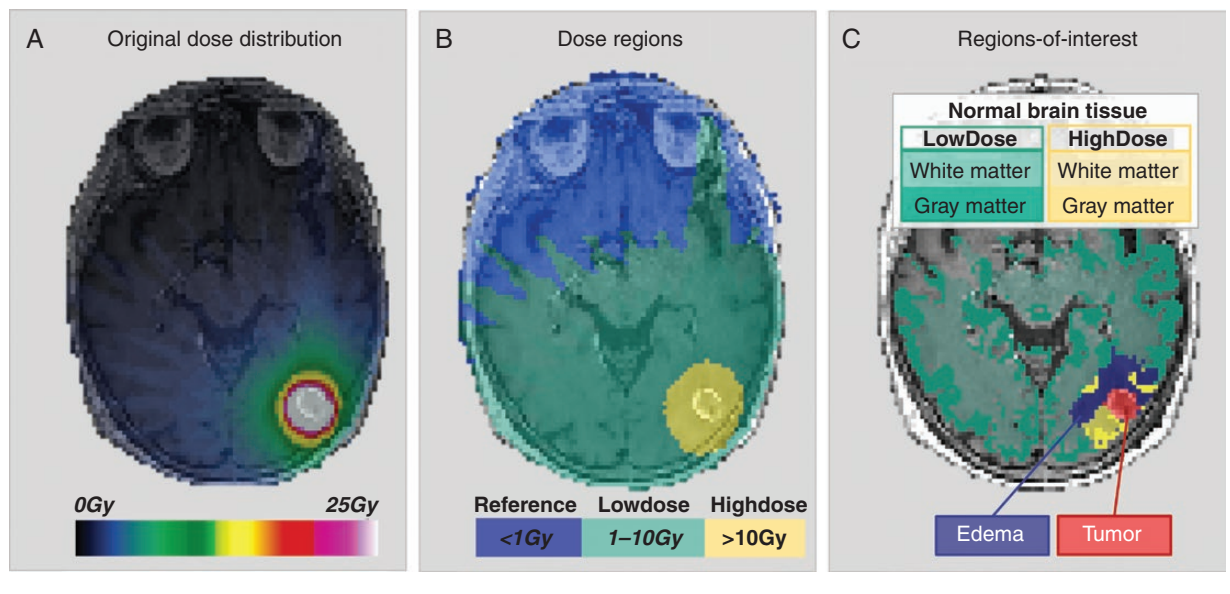 A
Original dose distribution
0Gy
25Gy
B
Dose regions
Reference
Lowdose
Highdose
<1Gy
1–10Gy
>10Gy
C
Regions-of-interest
Normal brain tissue
LowDose
HighDose
White matter
White matter
Gray matter
Gray matter
Edema
Tumor